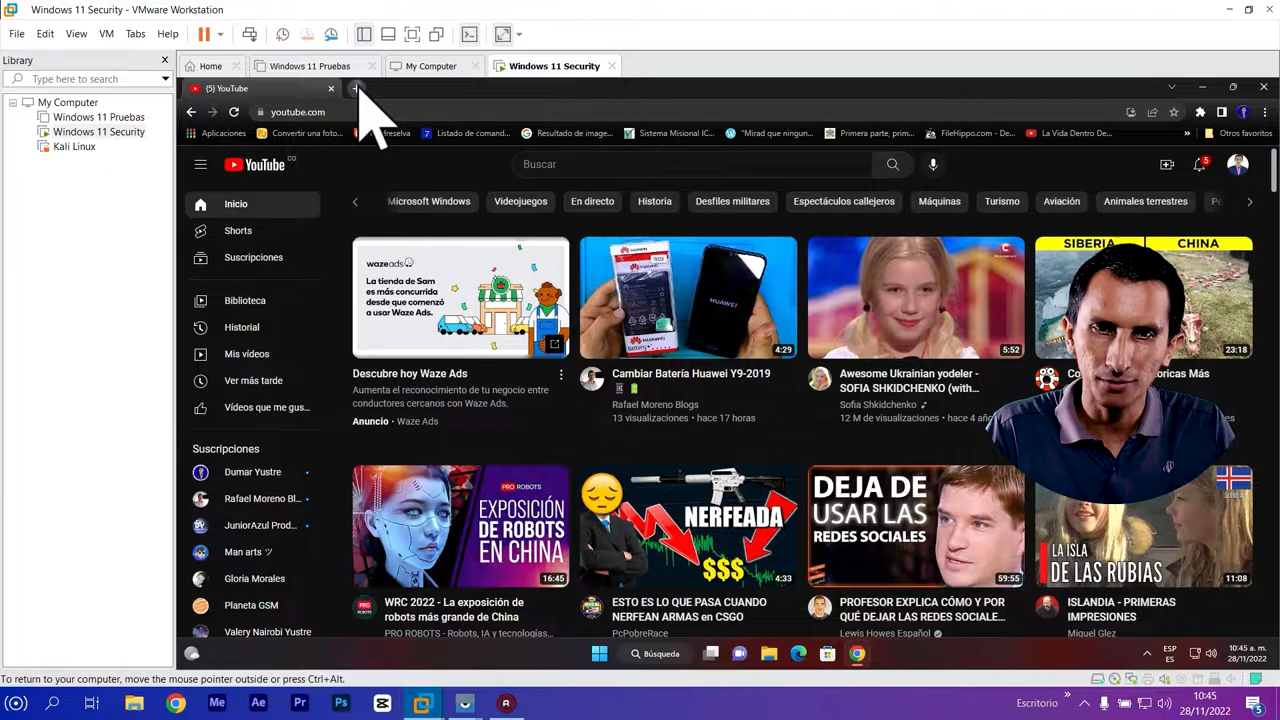 Windows 11 Security - VMware Workstation
File Edit View VM Tabs Help
Library
Type here to search
My Computer
Windows 11 Pruebas
Windows 11 Security
Kali Linux
Home
Windows 11 Pruebas
My Computer
Windows 11 Security
(5) YouTube
youtube.com
Aplicaciones
Convertir una foto...
Listado de comand...
Resultado de image...
Sistema Misional IC...
"Mirad que ningun...
Primera parte, prim...
FileHippo.com - Do...
La Vida Dentro De...
Otros favoritos
YouTube CO
Buscar
5
Microsoft Windows
Videojuegos
En directo
Historia
Desfiles militares
Espectáculos callejeros
Máquinas
Turismo
Aviación
Animales terrestres
Inicio
Shorts
Suscripciones
Biblioteca
Historial
Mis vídeos
Ver más tarde
Vídeos que me gus...
Suscripciones
Dumar Yustre
Rafael Moreno Bl...
JuniorAzul Prod...
Man arts ツ
Gloria Morales
Planeta GSM
Valery Nairobi Yustre
waze ads
La tienda de Sam
es más concurrida
desde que comenzó
a usar Waze Ads.
Descubre hoy Waze Ads
Aumenta el reconocimiento de tu negocio entre
conductores cercanos con Waze Ads.
Anuncio · Waze Ads
HUAWEI
HUAWEI
Battery
4:29
Cambiar Batería Huawei Y9-2019
Rafael Moreno Blogs
13 visualizaciones · hace 17 horas
5:52
Awesome Ukrainian yodeler -
SOFIA SHKIDCHENKO (with...
Sofia Shkidchenko
12 M de visualizaciones · hace 4 año
SIBERIA CHINA
23:18
PRO ROBOTS
EXPOSICIÓN
DE ROBOTS
EN CHINA
16:45
WRC 2022 - La exposición de
robots más grande de China
PRO ROBOTS - Robots, IA y tecnologías...
NERFEADA
$$$
4:33
ESTO ES LO QUE PASA CUANDO
NERFEAN ARMAS en CSGO
PcPobreRace
DEJA DE
USAR LAS
REDES SOCIALES
59:55
PROFESOR EXPLICA CÓMO Y POR
QUÉ DEJAR LAS REDES SOCIALE...
Lewis Howes Español
LA ISLA
DE LAS RUBIAS
11:08
ISLANDIA - PRIMERAS
IMPRESIONES
Miguel Glez
Búsqueda
ESP
ES
10:45 a. m.
28/11/2022
To return to your computer, move the mouse pointer outside or press Ctrl+Alt.
Me
Ae
Pr
Ps
Escritorio
10:45
28/11/2022
5